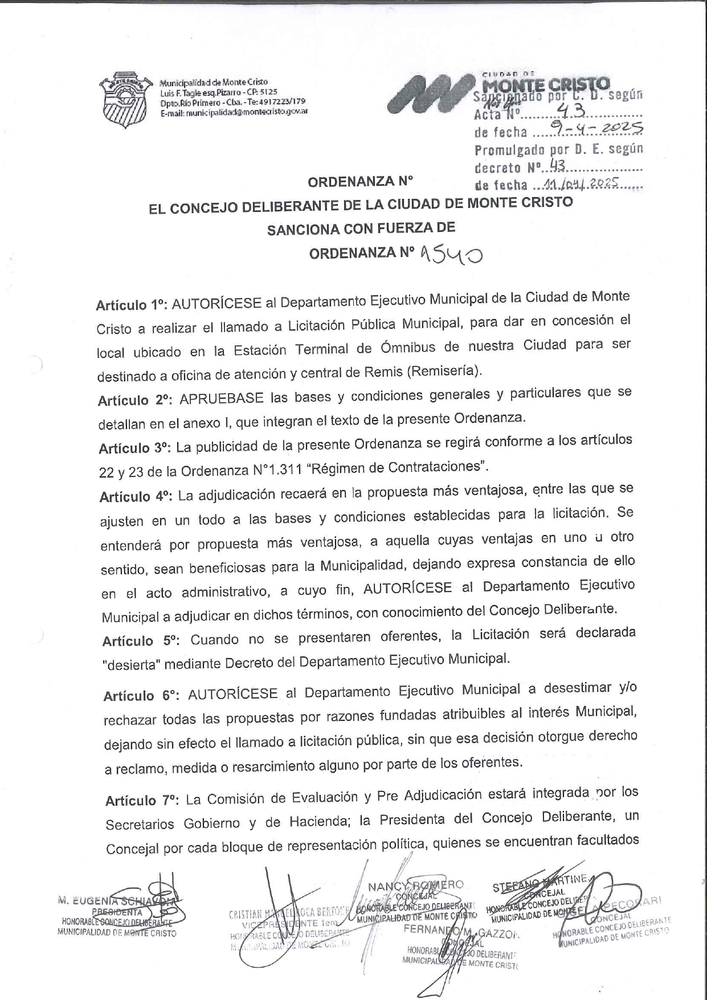 Municipalidad de Monte Cristo
Luis F. Tagle esq. Pizarro - CP: 5125
Dpto. Río Primero - Cba. - Te: 4917223/179
E-mail: municipalidad@montecristo.gov.ar
CIUDAD DE
MONTE CRISTO
Sancionado por C. D. según
Acta Nº..........43..............
de fecha ......9-4-2025
Promulgado por D. E. según
decreto Nº..43...................
de fecha ...11/04/.2025......
ORDENANZA N°
EL CONCEJO DELIBERANTE DE LA CIUDAD DE MONTE CRISTO
SANCIONA CON FUERZA DE
ORDENANZA Nº 1540
Artículo 1º: AUTORÍCESE al Departamento Ejecutivo Municipal de la Ciudad de Monte
Cristo a realizar el llamado a Licitación Pública Municipal, para dar en concesión el
local ubicado en la Estación Terminal de Ómnibus de nuestra Ciudad para ser
destinado a oficina de atención y central de Remis (Remisería).
Artículo 2º: APRUEBASE las bases y condiciones generales y particulares que se
detallan en el anexo I, que integran el texto de la presente Ordenanza.
Artículo 3º: La publicidad de la presente Ordenanza se regirá conforme a los artículos
22 y 23 de la Ordenanza N°1.311 “Régimen de Contrataciones”.
Artículo 4º: La adjudicación recaerá en la propuesta más ventajosa, entre las que se
ajusten en un todo a las bases y condiciones establecidas para la licitación. Se
entenderá por propuesta más ventajosa, a aquella cuyas ventajas en uno u otro
sentido, sean beneficiosas para la Municipalidad, dejando expresa constancia de ello
en el acto administrativo, a cuyo fin, AUTORÍCESE al Departamento Ejecutivo
Municipal a adjudicar en dichos términos, con conocimiento del Concejo Deliberante.
Artículo 5º: Cuando no se presentaren oferentes, la Licitación será declarada
"desierta" mediante Decreto del Departamento Ejecutivo Municipal.
Artículo 6º: AUTORÍCESE al Departamento Ejecutivo Municipal a desestimar y/o
rechazar todas las propuestas por razones fundadas atribuibles al interés Municipal,
dejando sin efecto el llamado a licitación pública, sin que esa decisión otorgue derecho
a reclamo, medida o resarcimiento alguno por parte de los oferentes.
Artículo 7º: La Comisión de Evaluación y Pre Adjudicación estará integrada por los
Secretarios Gobierno y de Hacienda; la Presidenta del Concejo Deliberante, un
Concejal por cada bloque de representación política, quienes se encuentran facultados
M. EUGENIA SCHIAVONI
PRESIDENTA
HONORABLE CONCEJO DELIBERANTE
MUNICIPALIDAD DE MONTE CRISTO
CRISTIAN
VICEPRESIDENTE 1ero
HONORABLE CONCEJO DELIBERANTE
MUNICIPALIDAD DE MONTE CRISTO
NANCY ROMERO
CONCEJAL
HONORABLE CONCEJO DELIBERANTE
MUNICIPALIDAD DE MONTE CRISTO
FERNANDO M. GAZZO
CONCEJAL
HONORABLE CONCEJO DELIBERANT
MUNICIPALIDAD DE MONTE CRISTO
STEFANO MARTINE
CONCEJAL
HONORABLE CONCEJO DELIBER
MUNICIPALIDAD DE MONTE
PECORARI
CONCEJAL
HONORABLE CONCEJO DELIBERANTE
MUNICIPALIDAD DE MONTE CRISTO